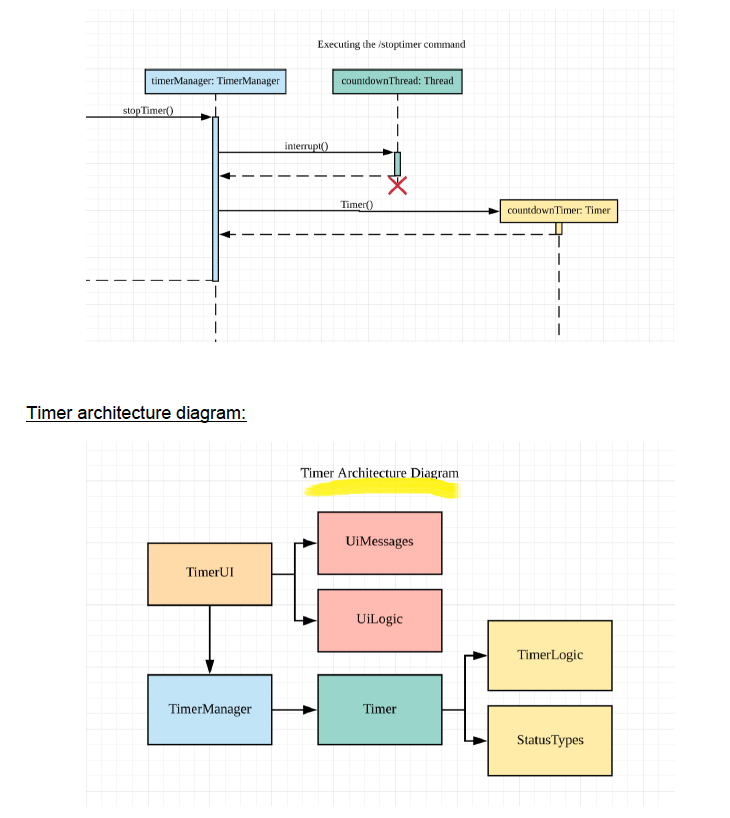 Executing the /stoptimer command
timerManager: TimerManager
countdownThread: Thread
stopTimer()
interrupt()
Timer()
countdownTimer: Timer
Timer architecture diagram:
Timer Architecture Diagram
UiMessages
TimerUI
UiLogic
TimerLogic
TimerManager
Timer
StatusTypes